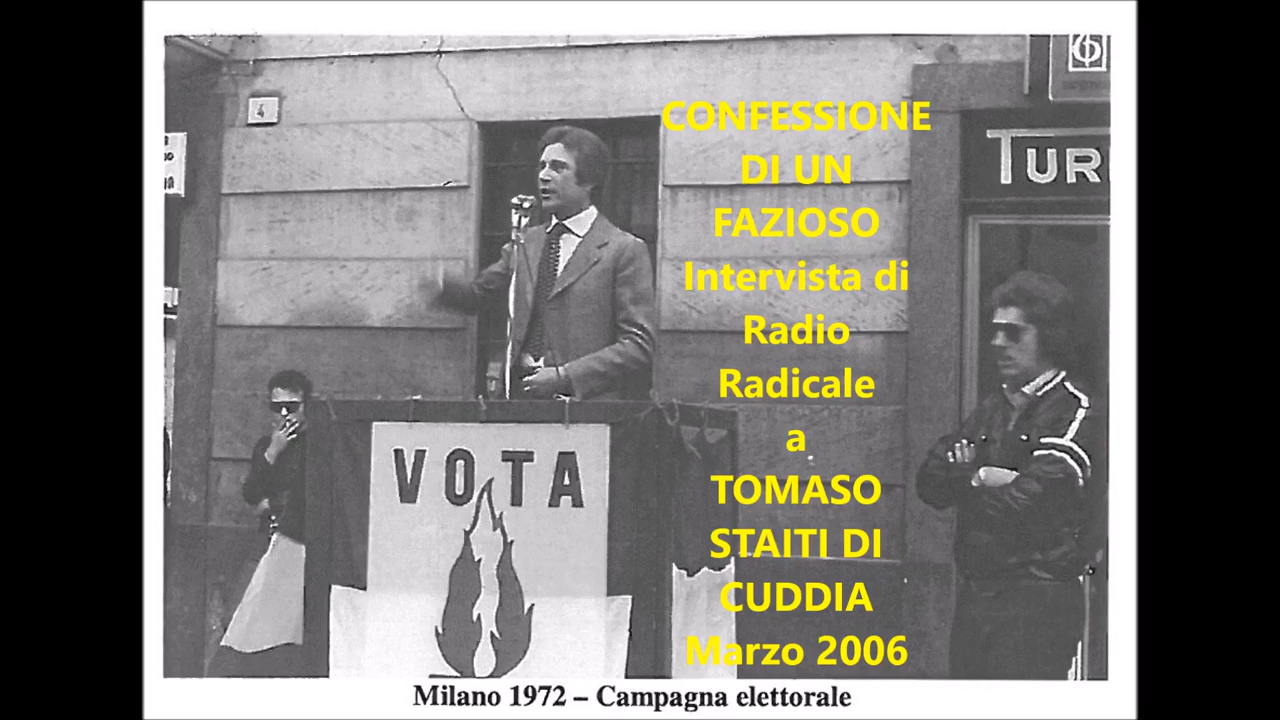 4
CONFESSIONE
DI UN
FAZIOSO
Intervista di
Radio
Radicale
a
TOMASO
STAITI DI
CUDDIA
Marzo 2006
TUR
VOTA
Milano 1972 – Campagna elettorale